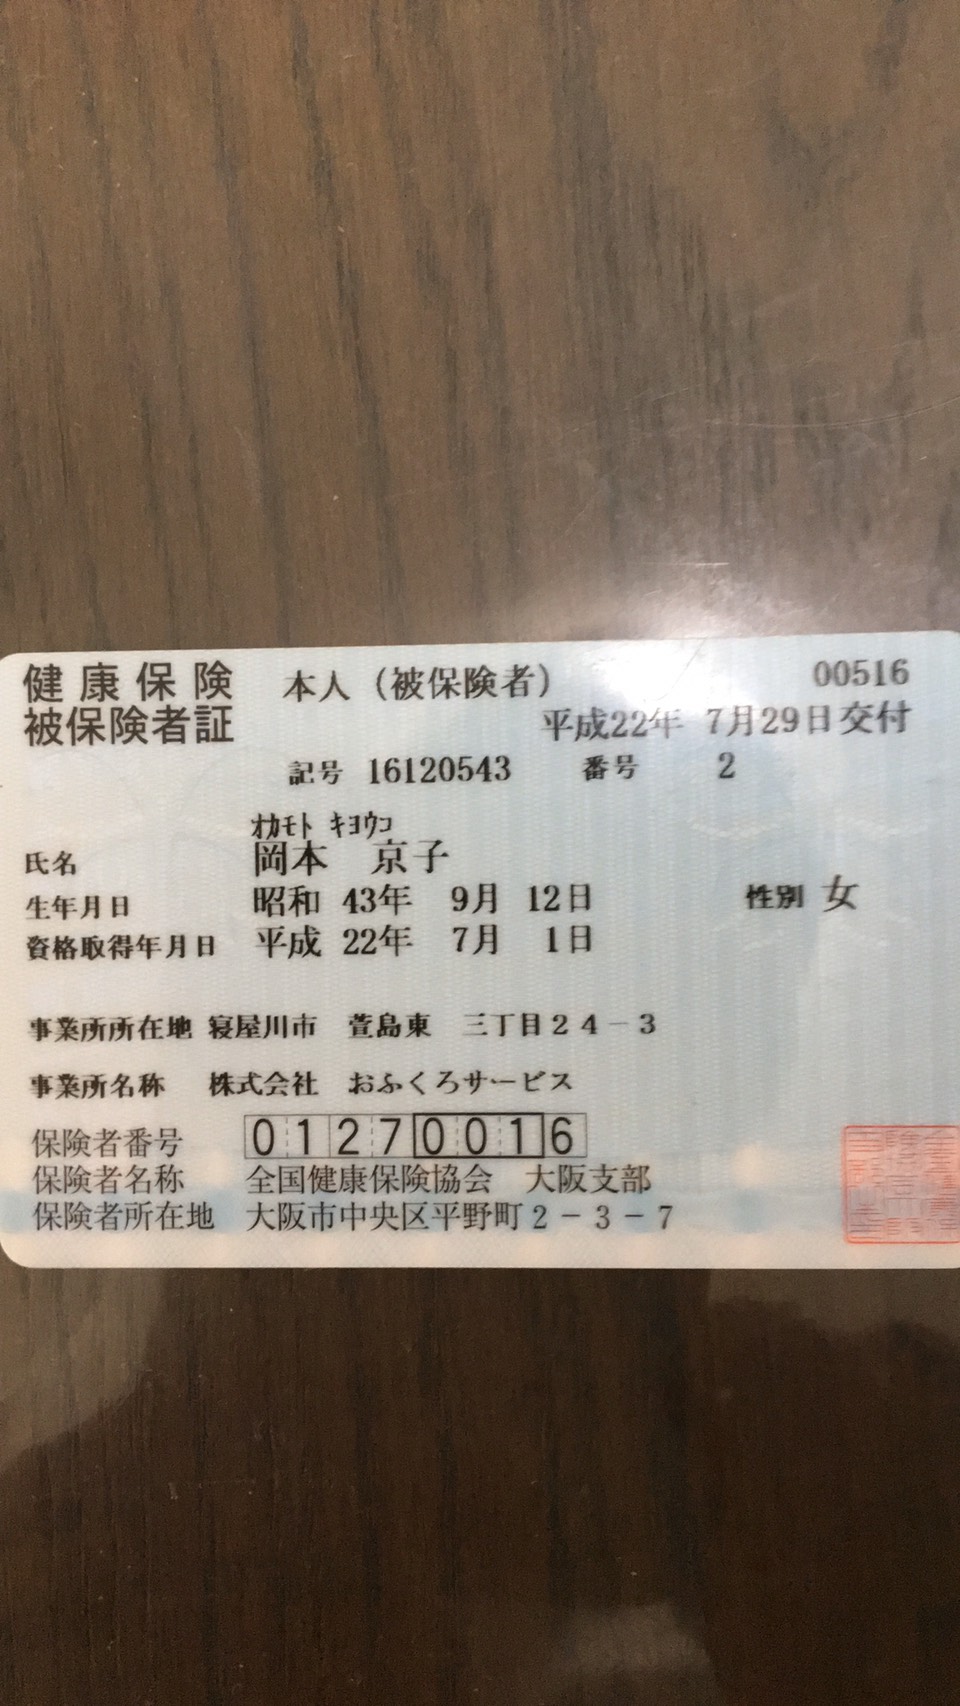 健康保険 本人（被保険者） 00516
被保険者証 平成22年 7月29日交付
記号 16120543 番号 2
ｵｶﾓﾄ ｷﾖｳｺ
氏名 岡本 京子
生年月日 昭和 43年 9月 12日 性別 女
資格取得年月日 平成 22年 7月 1日
事業所所在地 寝屋川市 萱島東 三丁目２４－３
事業所名称 株式会社 おふくろサービス
保険者番号 01270016
保険者名称 全国健康保険協会 大阪支部
保険者所在地 大阪市中央区平野町２－３－７